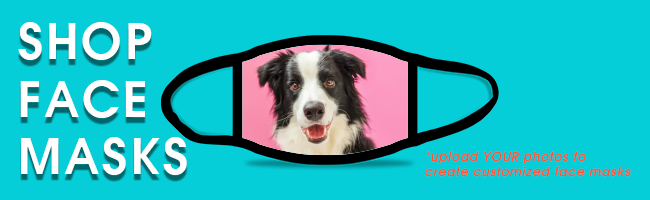 SHOP
FACE
MASKS
*upload YOUR photos to
create customized face masks